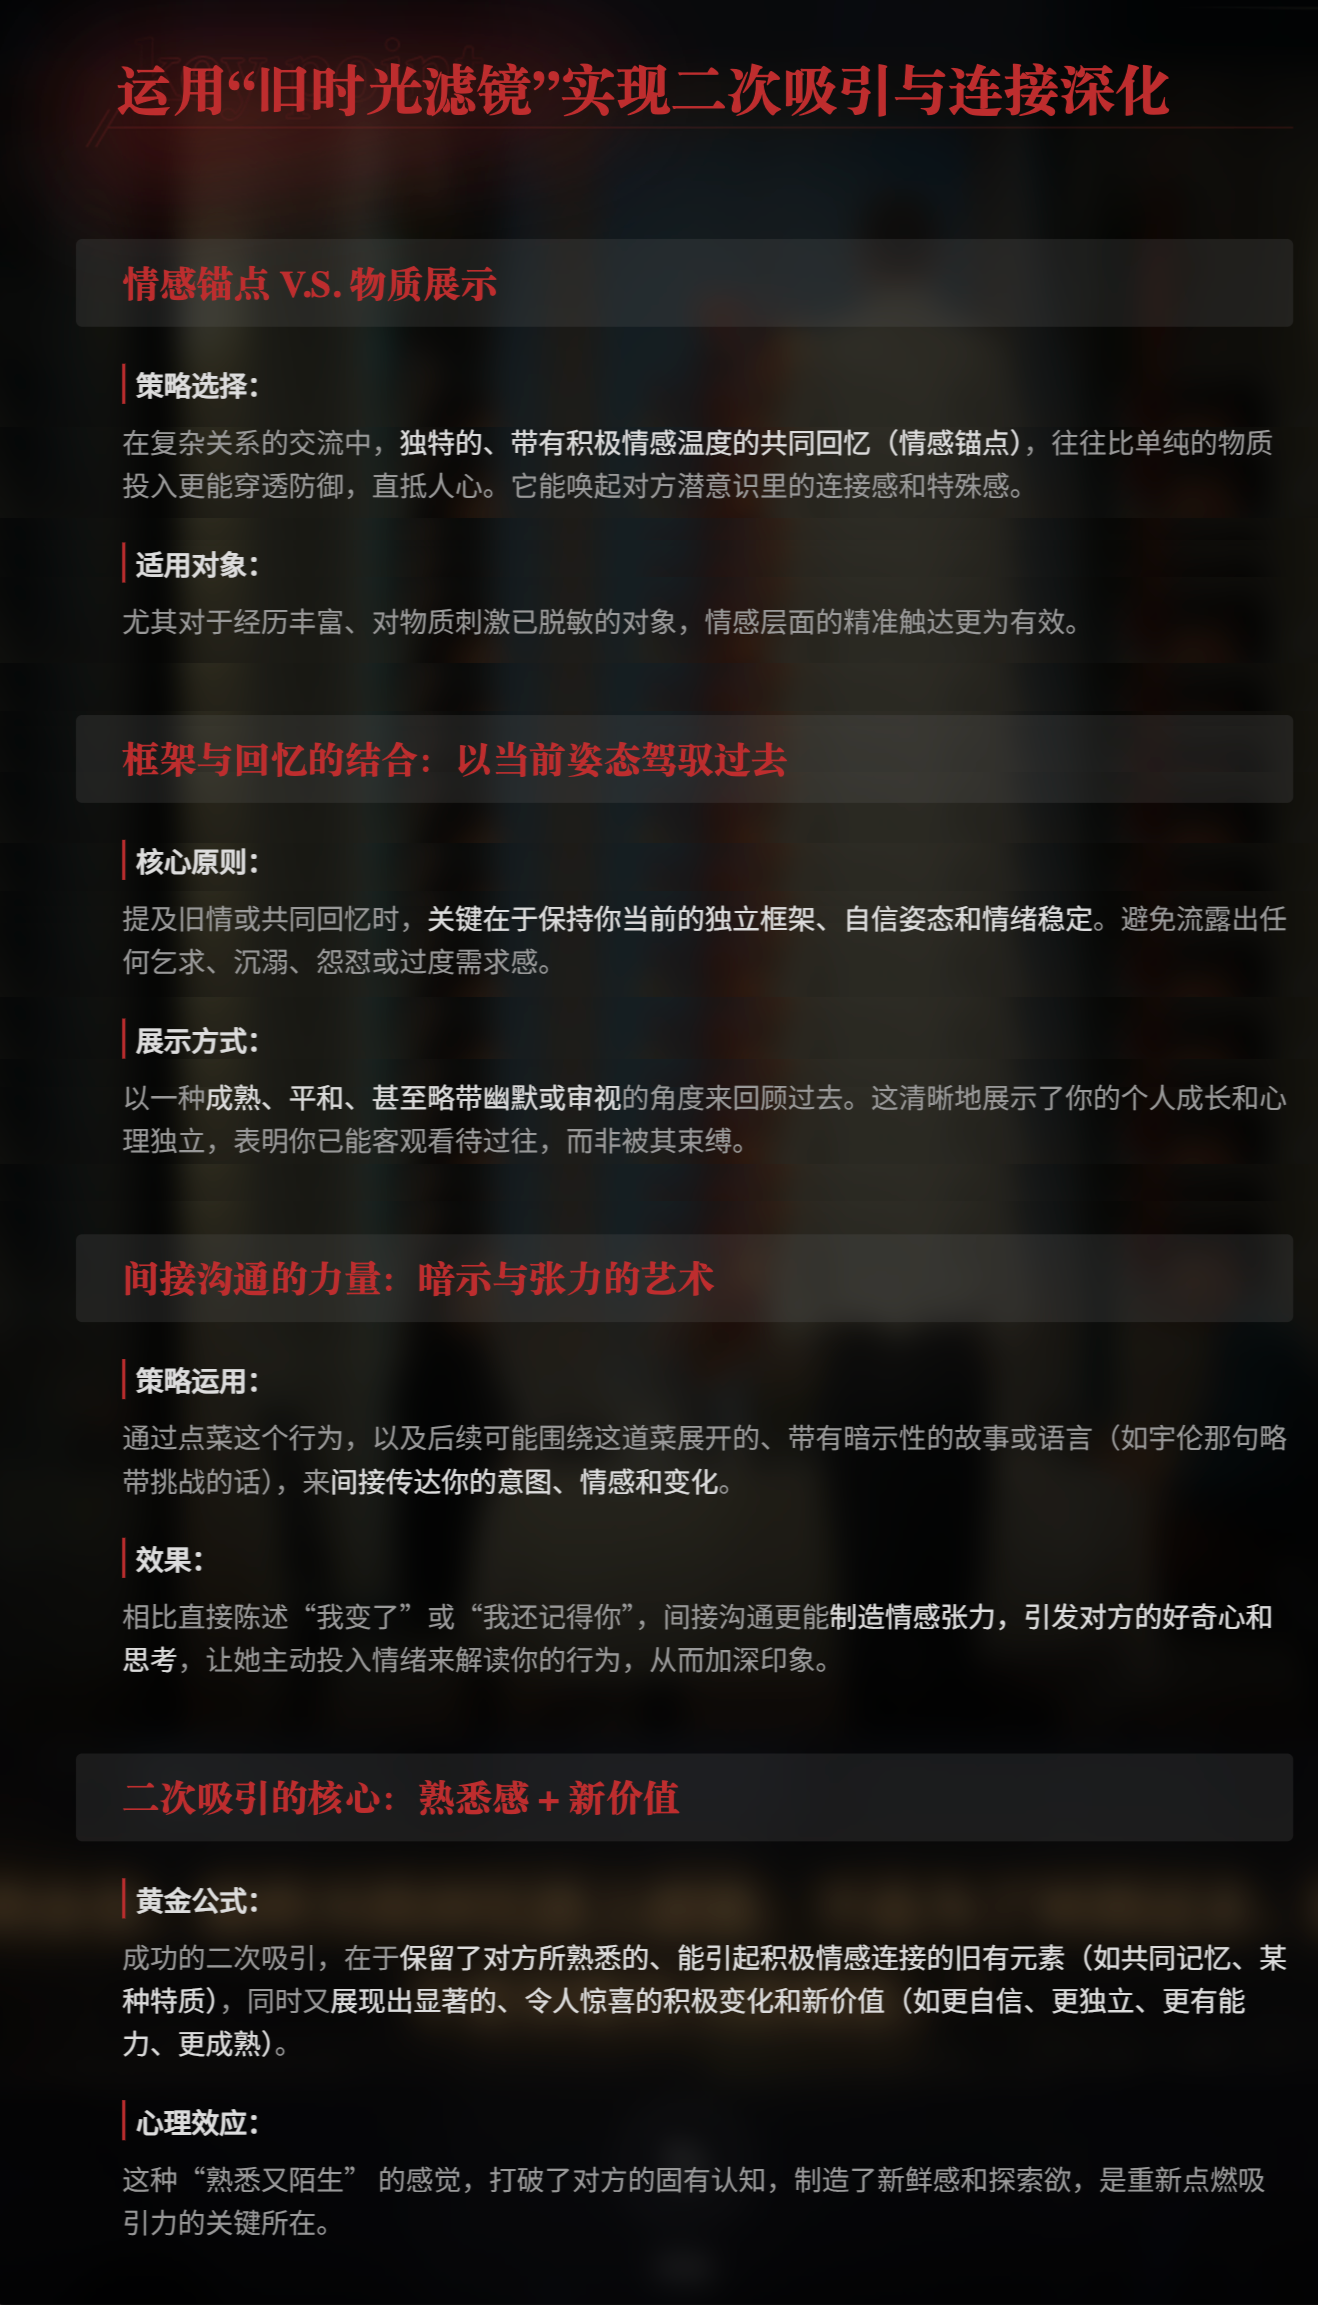 运用“旧时光滤镜”实现二次吸引与连接深化
情感锚点 V.S. 物质展示
策略选择：
在复杂关系的交流中，独特的、带有积极情感温度的共同回忆（情感锚点），往往比单纯的物质
投入更能穿透防御，直抵人心。它能唤起对方潜意识里的连接感和特殊感。
适用对象：
尤其对于经历丰富、对物质刺激已脱敏的对象，情感层面的精准触达更为有效。
框架与回忆的结合：以当前姿态驾驭过去
核心原则：
提及旧情或共同回忆时，关键在于保持你当前的独立框架、自信姿态和情绪稳定。避免流露出任
何乞求、沉溺、怨怼或过度需求感。
展示方式：
以一种成熟、平和、甚至略带幽默或审视的角度来回顾过去。这清晰地展示了你的个人成长和心
理独立，表明你已能客观看待过往，而非被其束缚。
间接沟通的力量：暗示与张力的艺术
策略运用：
通过点菜这个行为，以及后续可能围绕这道菜展开的、带有暗示性的故事或语言（如宇伦那句略
带挑战的话），来间接传达你的意图、情感和变化。
效果：
相比直接陈述“我变了”或“我还记得你”，间接沟通更能制造情感张力，引发对方的好奇心和
思考，让她主动投入情绪来解读你的行为，从而加深印象。
二次吸引的核心：熟悉感 + 新价值
黄金公式：
成功的二次吸引，在于保留了对方所熟悉的、能引起积极情感连接的旧有元素（如共同记忆、某
种特质），同时又展现出显著的、令人惊喜的积极变化和新价值（如更自信、更独立、更有能
力、更成熟）。
心理效应：
这种“熟悉又陌生” 的感觉，打破了对方的固有认知，制造了新鲜感和探索欲，是重新点燃吸
引力的关键所在。